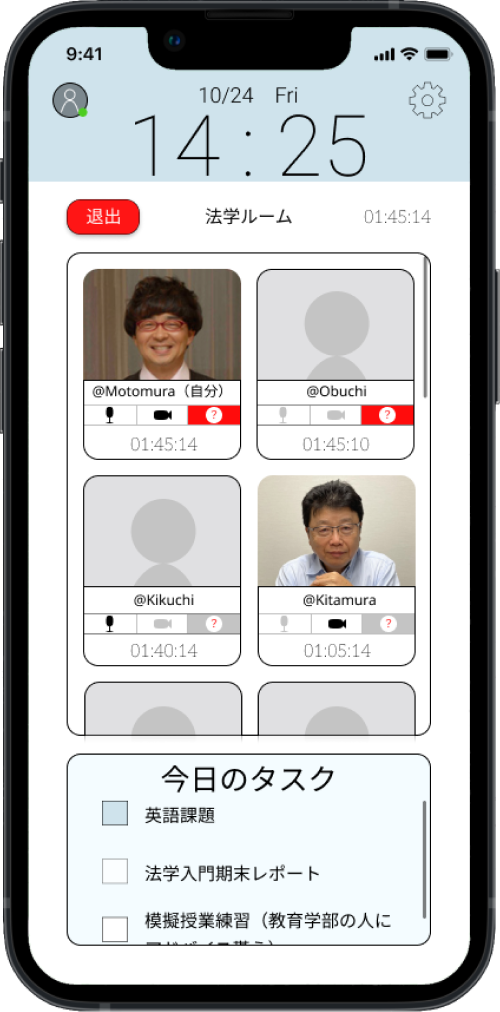 9:41
10/24 Fri
14:25
退出 法学ルーム 01:45:14
@Motomura（自分） @Obuchi
? ?
01:45:14 01:45:10
@Kikuchi @Kitamura
? ?
01:40:14 01:05:14
今日のタスク
英語課題
法学入門期末レポート
模擬授業練習（教育学部の人に